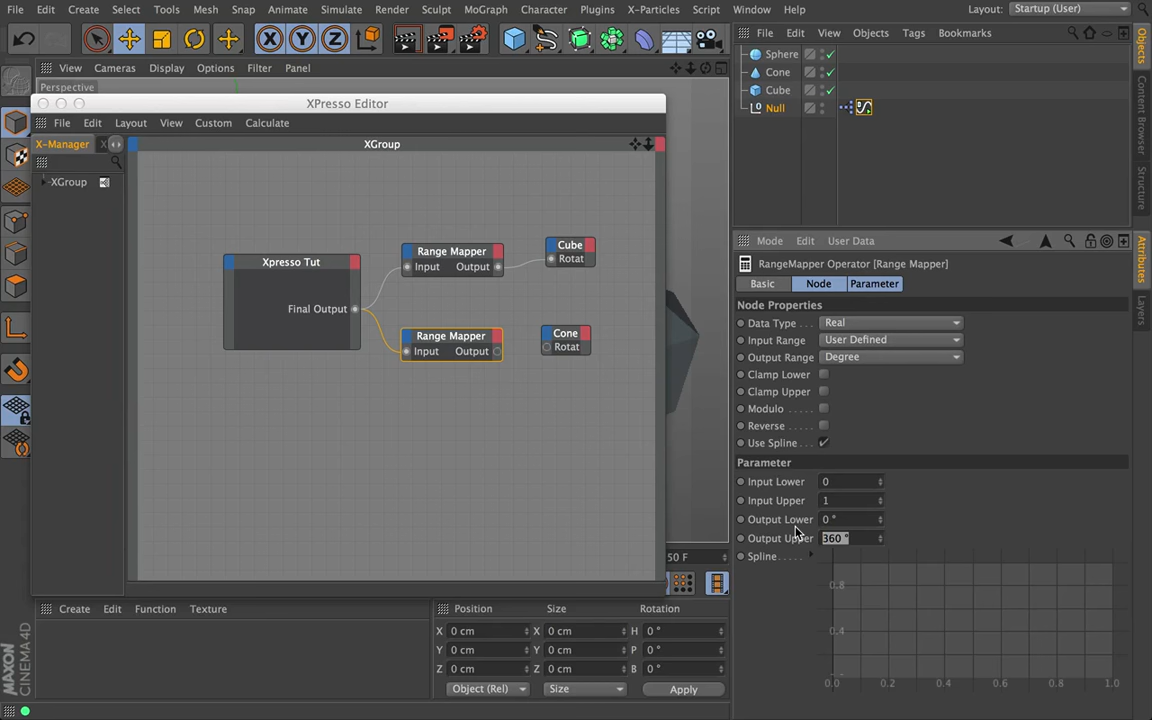 File Edit Create Select Tools Mesh Snap Animate Simulate Render Sculpt MoGraph Character Plugins X-Particles Script Window Help Layout: Startup (User)
View Cameras Display Options Filter Panel
Perspective
XPresso Editor
File Edit Layout View Custom Calculate
X-Manager X
XGroup
XGroup
Xpresso Tut
Final Output
Range Mapper
Input Output
Cube
Rotat
Range Mapper
Input Output
Cone
Rotat
50 F
Create Edit Function Texture
Position Size Rotation
X 0 cm X 0 cm H 0 °
Y 0 cm Y 0 cm P 0 °
Z 0 cm Z 0 cm B 0 °
Object (Rel) Size Apply
MAXON
CINEMA 4D
File Edit View Objects Tags Bookmarks
Sphere
Cone
Cube
Null
Mode Edit User Data
RangeMapper Operator [Range Mapper]
Basic Node Parameter
Node Properties
Data Type Real
Input Range User Defined
Output Range Degree
Clamp Lower
Clamp Upper
Modulo . . . . .
Reverse . . . . .
Use Spline . . .
Parameter
Input Lower 0
Input Upper 1
Output Lower 0 °
Output Upper 360 °
Spline. . . . .
0.8
0.4
0.0 0.2 0.4 0.6 0.8 1.0
Objects
Content Browser
Structure
Attributes
Layers
X Y Z